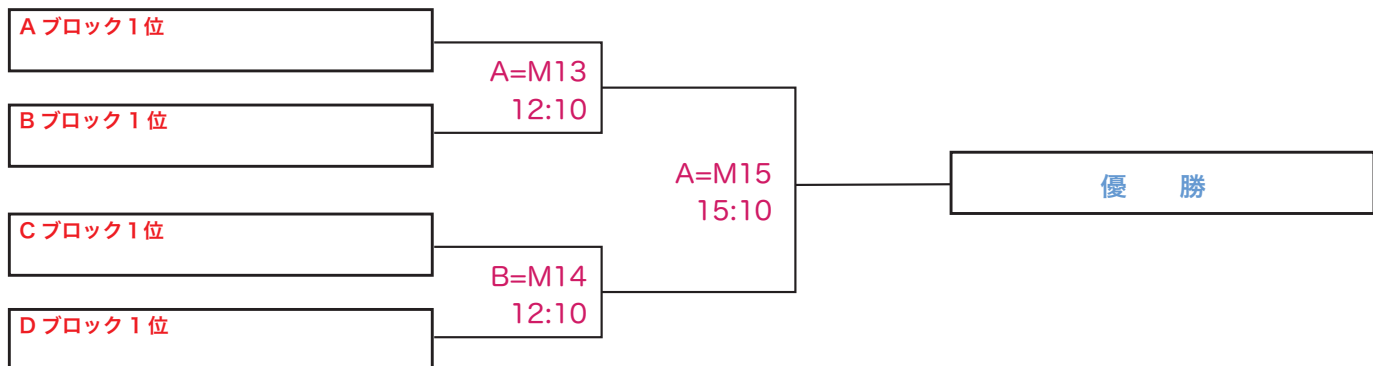 A ブロック 1 位
A=M13
12:10
B ブロック 1 位
A=M15
15:10
優　勝
C ブロック 1 位
B=M14
12:10
D ブロック 1 位